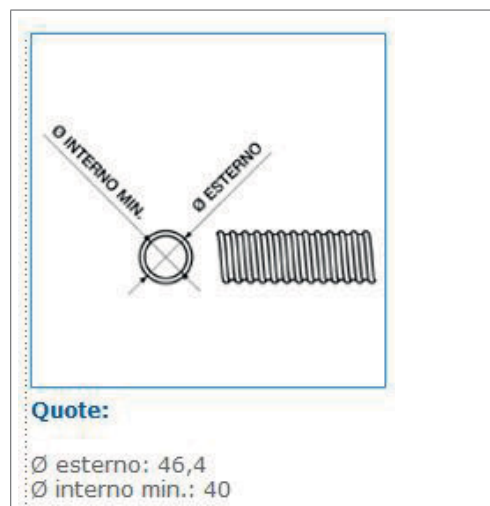 Ø INTERNO MIN.
Ø ESTERNO
Quote:
Ø esterno: 46,4
Ø interno min.: 40